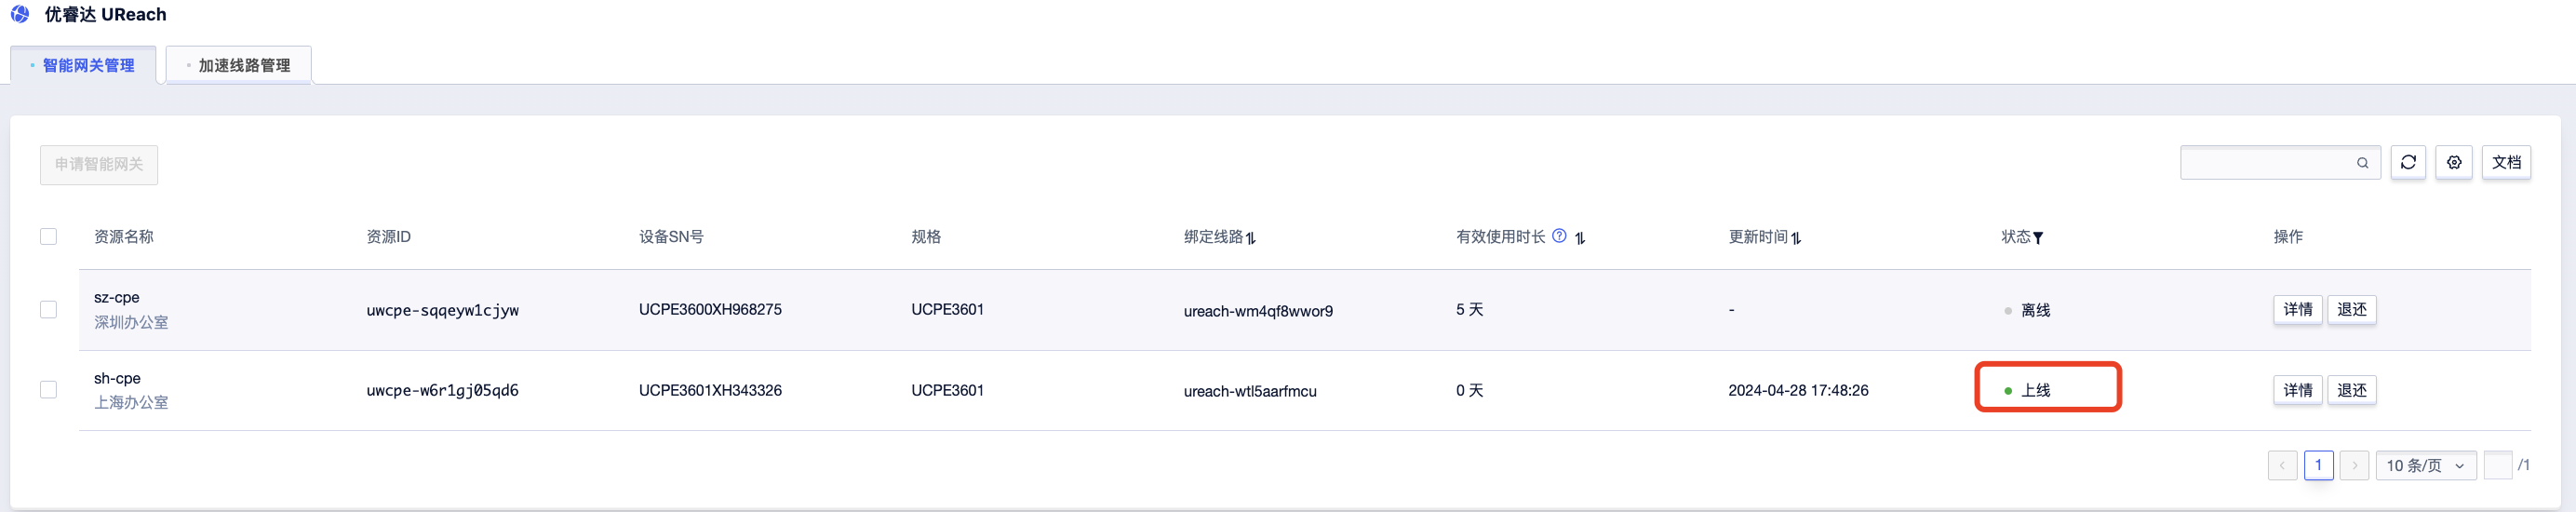 优睿达 UReach
智能网关管理 加速线路管理
申请智能网关 文档
资源名称 资源ID 设备SN号 规格 绑定线路 有效使用时长 更新时间 状态 操作
sz-cpe
深圳办公室 uwcpe-sqqeyw1cjyw UCPE3600XH968275 UCPE3601 ureach-wm4qf8wwor9 5 天 - 离线 详情 退还
sh-cpe
上海办公室 uwcpe-w6r1gj05qd6 UCPE3601XH343326 UCPE3601 ureach-wtl5aarfmcu 0 天 2024-04-28 17:48:26 上线 详情 退还
1 10 条/页 /1